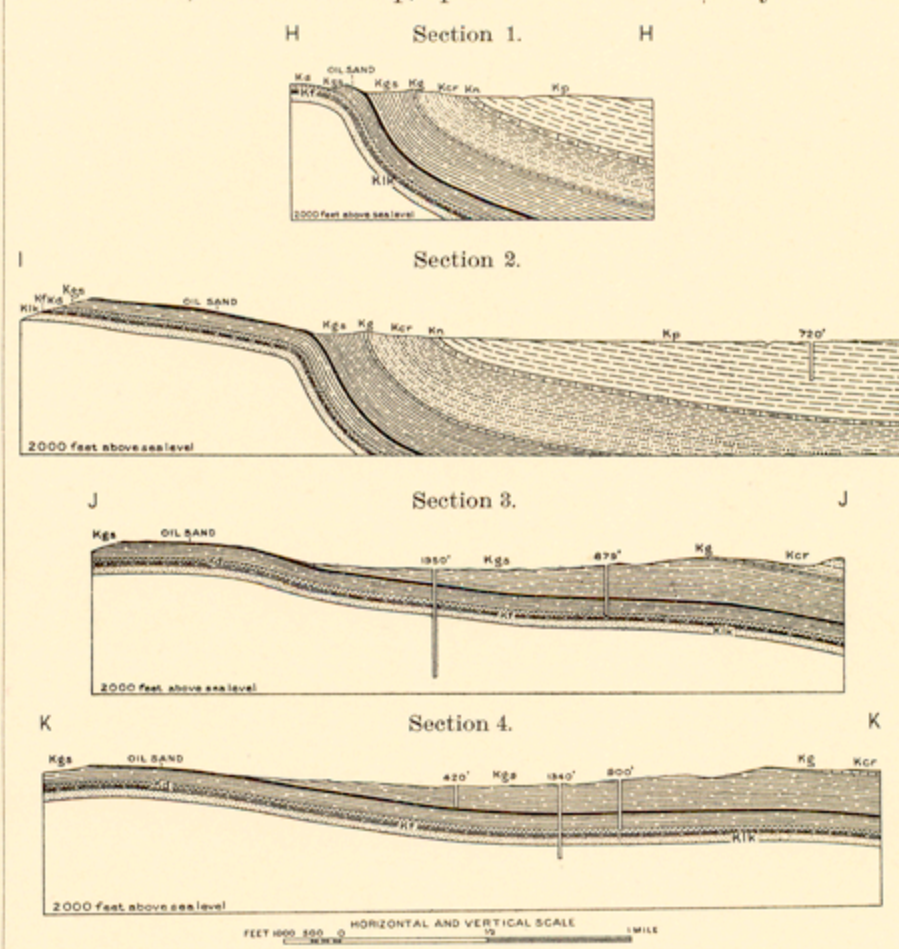 H Section 1. H
OIL SAND
Kd Kgs Kgs Kg Kcr Kn Kp
Kf
Klk
2000 feet above sea level
I Section 2.
Klk Kf Kd Kgs OIL SAND
Kgs Kg Kcr Kn Kp 720'
2000 feet above sea level
J Section 3. J
Kgs OIL SAND
1350' Kgs 879' Kg Kcr
Kd
Kf
Klk
2000 feet above sea level
K Section 4. K
Kgs OIL SAND Kg Kcr
420' Kgs 1340' 800'
Kd
Kf
Klk
2000 feet above sea level
HORIZONTAL AND VERTICAL SCALE
FEET 1000 500 0 1/2 1 MILE